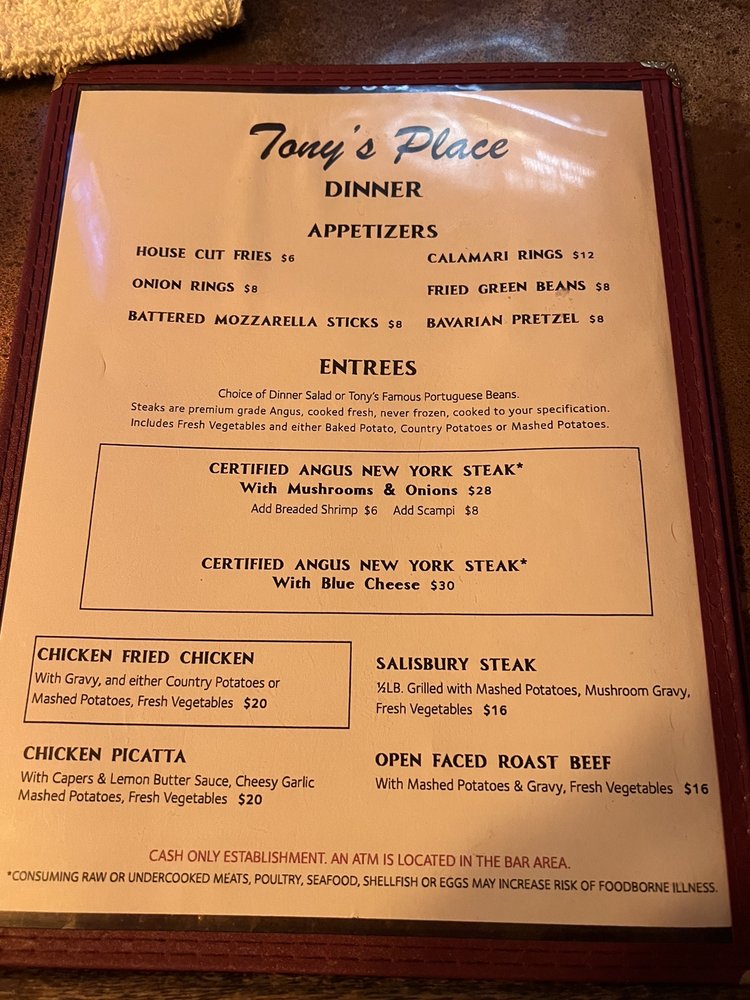 Tony's Place
DINNER
APPETIZERS
HOUSE CUT FRIES $6
CALAMARI RINGS $12
ONION RINGS $8
FRIED GREEN BEANS $8
BATTERED MOZZARELLA STICKS $8
BAVARIAN PRETZEL $8
ENTREES
Choice of Dinner Salad or Tony's Famous Portuguese Beans.
Steaks are premium grade Angus, cooked fresh, never frozen, cooked to your specification.
Includes Fresh Vegetables and either Baked Potato, Country Potatoes or Mashed Potatoes.
CERTIFIED ANGUS NEW YORK STEAK*
With Mushrooms & Onions $28
Add Breaded Shrimp $6 Add Scampi $8
CERTIFIED ANGUS NEW YORK STEAK*
With Blue Cheese $30
CHICKEN FRIED CHICKEN
With Gravy, and either Country Potatoes or
Mashed Potatoes, Fresh Vegetables $20
SALISBURY STEAK
½LB. Grilled with Mashed Potatoes, Mushroom Gravy,
Fresh Vegetables $16
CHICKEN PICATTA
With Capers & Lemon Butter Sauce, Cheesy Garlic
Mashed Potatoes, Fresh Vegetables $20
OPEN FACED ROAST BEEF
With Mashed Potatoes & Gravy, Fresh Vegetables $16
CASH ONLY ESTABLISHMENT. AN ATM IS LOCATED IN THE BAR AREA.
*CONSUMING RAW OR UNDERCOOKED MEATS, POULTRY, SEAFOOD, SHELLFISH OR EGGS MAY INCREASE RISK OF FOODBORNE ILLNESS.